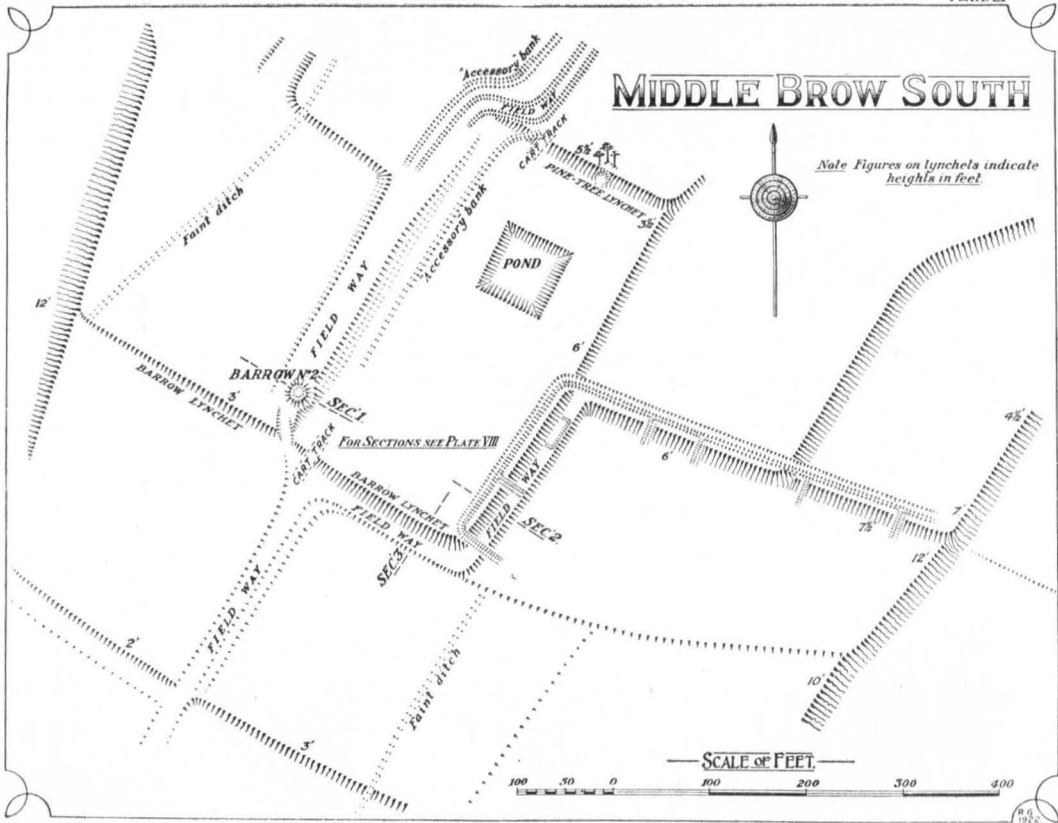 MIDDLE BROW SOUTH
Note Figures on lynchets indicate
heights in feet.
"Accessory" bank
FIELD WAY
CART TRACK
5½'
PINE-TREE LYNCHET
3½
Faint ditch
"Accessory bank
POND
FIELD WAY
12'
6'
BARROW Nº2
BARROW LYNCHET
3'
SEC.1
FOR SECTIONS SEE PLATE VIII
CART TRACK
4½'
6'
BARROW LYNCHET
FIELD WAY
FIELD WAY
SEC.2
7'
7½'
12'
SEC.3
FIELD WAY
2'
Faint ditch
10'
3'
SCALE OF FEET.
100 50 0 100 200 300 400
R.G.
1922